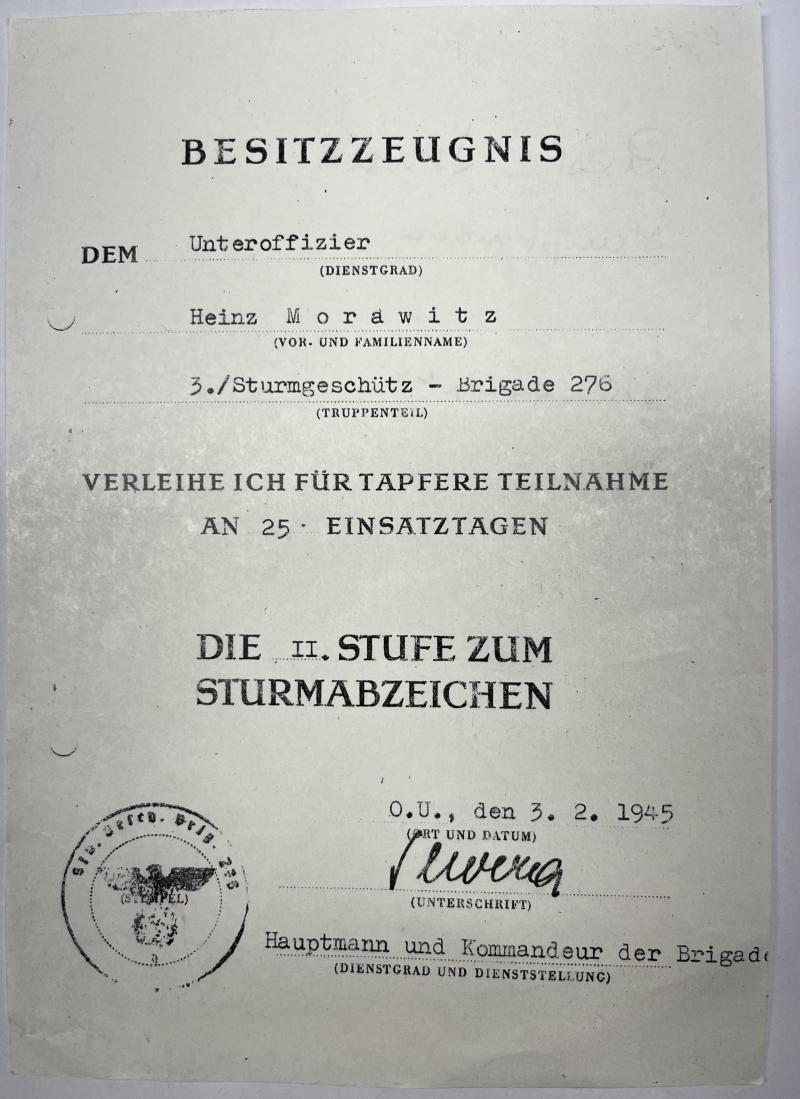 BESITZZEUGNIS
DEM Unteroffizier
(DIENSTGRAD)
Heinz M o r a w i t z
(VOR- UND FAMILIENNAME)
3./Sturmgeschütz - Brigade 276
(TRUPPENTEIL)
VERLEIHE ICH FÜR TAPFERE TEILNAHME
AN 25. EINSATZTAGEN
DIE II. STUFE ZUM
STURMABZEICHEN
O.U., den 3. 2. 1945
(ORT UND DATUM)
(STEMPEL)
(UNTERSCHRIFT)
Hauptmann und Kommandeur der Brigade
(DIENSTGRAD UND DIENSTSTELLUNG)